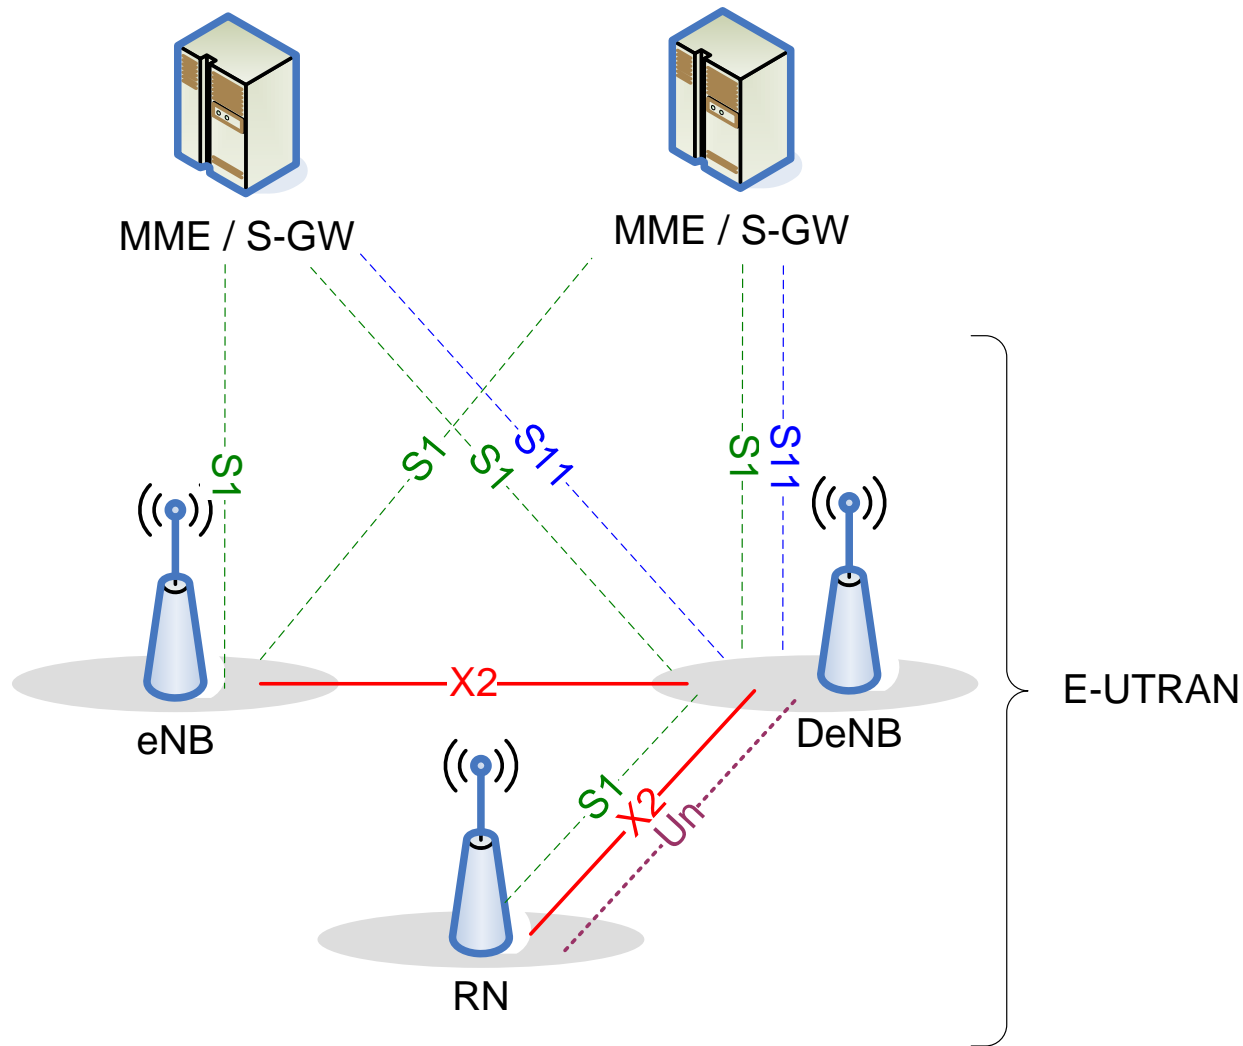 MME / S-GW
MME / S-GW
S1
S1
S1
S11
S1
S11
X2
E-UTRAN
eNB
DeNB
S1
X2
Un
RN